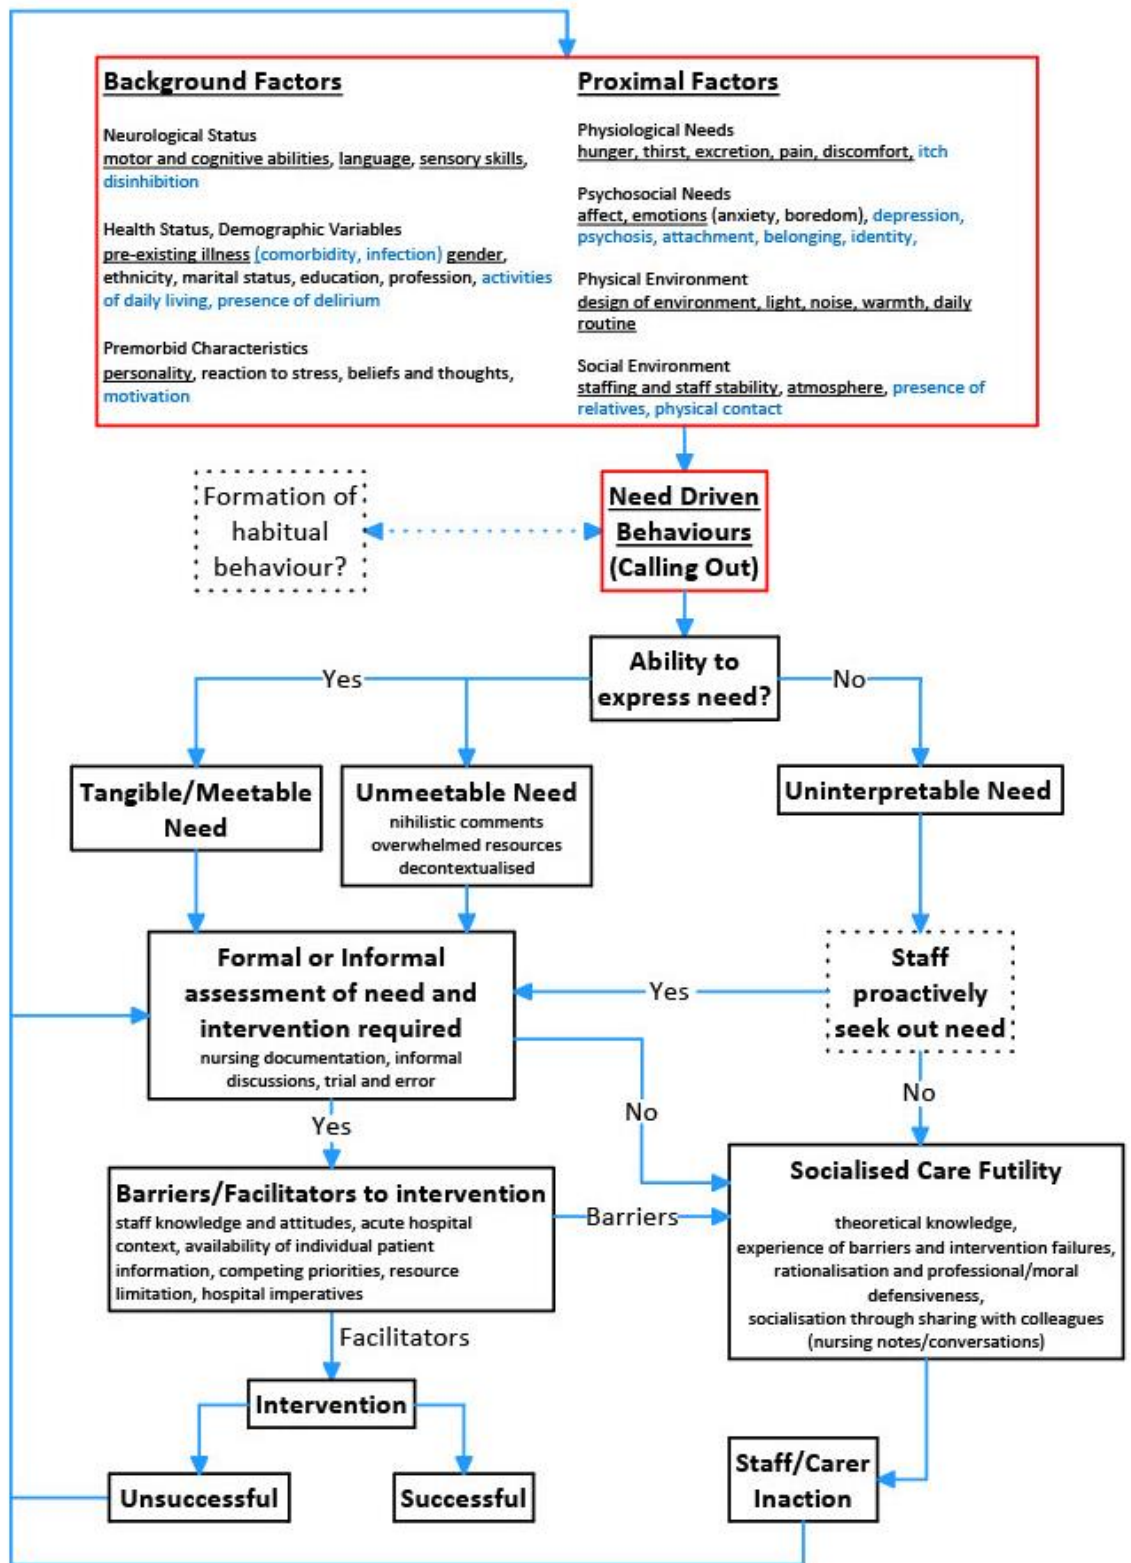 Background Factors
Neurological Status
motor and cognitive abilities, language, sensory skills,
disinhibition
Health Status, Demographic Variables
pre-existing illness (comorbidity, infection) gender,
ethnicity, marital status, education, profession, activities
of daily living, presence of delirium
Premorbid Characteristics
personality, reaction to stress, beliefs and thoughts,
motivation
Proximal Factors
Physiological Needs
hunger, thirst, excretion, pain, discomfort, itch
Psychosocial Needs
affect, emotions (anxiety, boredom), depression,
psychosis, attachment, belonging, identity,
Physical Environment
design of environment, light, noise, warmth, daily
routine
Social Environment
staffing and staff stability, atmosphere, presence of
relatives, physical contact
Formation of
habitual
behaviour?
Need Driven
Behaviours
(Calling Out)
Ability to
express need?
Yes
No
Tangible/Meetable
Need
Unmeetable Need
nihilistic comments
overwhelmed resources
decontextualised
Uninterpretable Need
Formal or Informal
assessment of need and
intervention required
nursing documentation, informal
discussions, trial and error
Yes
Staff
proactively
seek out need
No
No
Yes
Barriers/Facilitators to intervention
staff knowledge and attitudes, acute hospital
context, availability of individual patient
information, competing priorities, resource
limitation, hospital imperatives
Barriers
Socialised Care Futility
theoretical knowledge,
experience of barriers and intervention failures,
rationalisation and professional/moral
defensiveness,
socialisation through sharing with colleagues
(nursing notes/conversations)
Facilitators
Intervention
Unsuccessful
Successful
Staff/Carer
Inaction